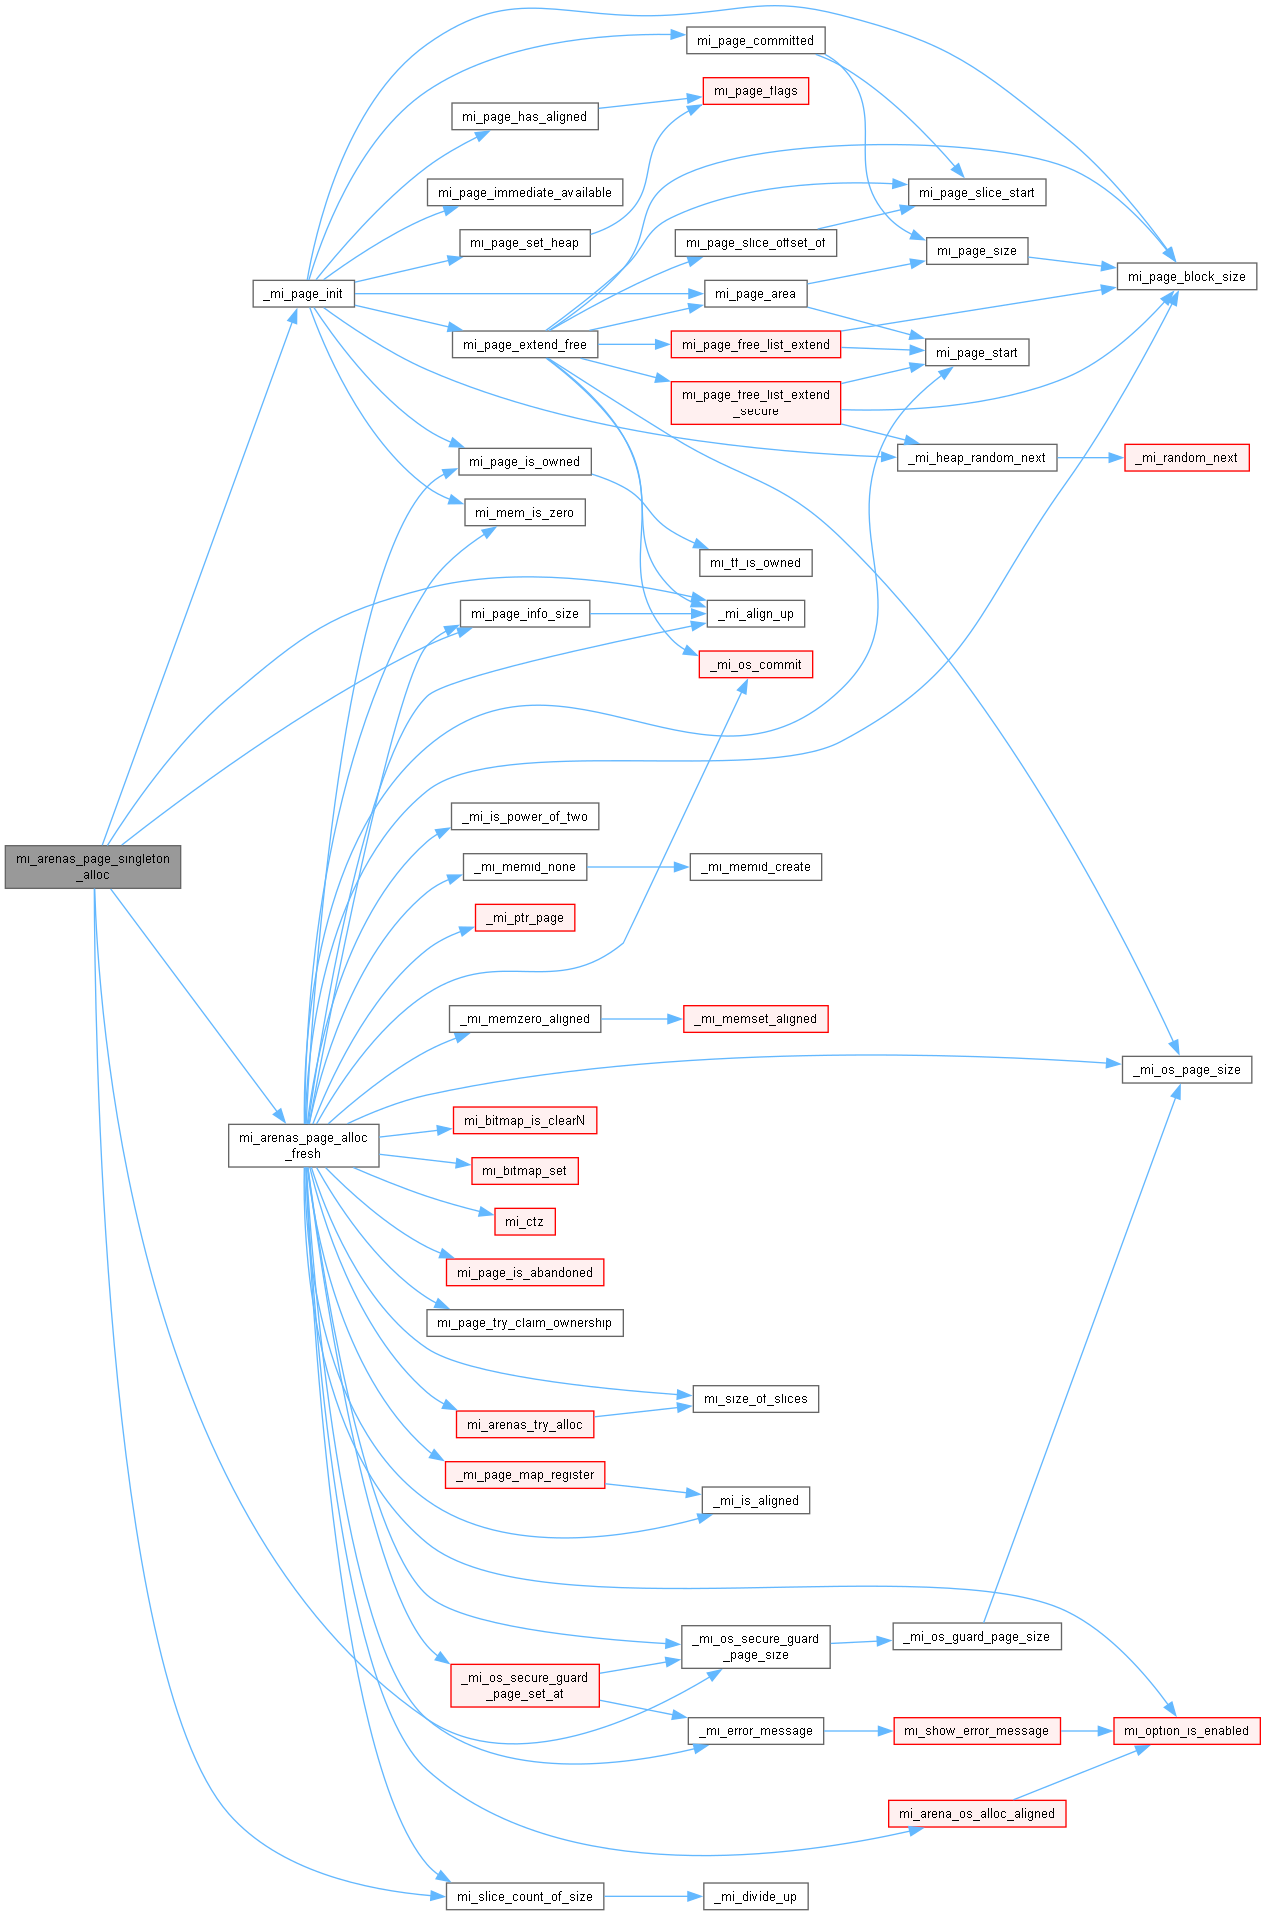 mi_page_committed
mi_page_flags
mi_page_has_aligned
mi_page_immediate_available
mi_page_slice_start
mi_page_set_heap
mi_page_slice_offset_of
mi_page_size
mi_page_block_size
_mi_page_init
mi_page_area
mi_page_extend_free
mi_page_free_list_extend
mi_page_start
mi_page_free_list_extend
_secure
mi_page_is_owned
_mi_heap_random_next
_mi_random_next
mi_mem_is_zero
mi_tf_is_owned
mi_page_info_size
_mi_align_up
_mi_os_commit
_mi_is_power_of_two
mi_arenas_page_singleton
_alloc
_mi_memid_none
_mi_memid_create
_mi_ptr_page
_mi_memzero_aligned
_mi_memset_aligned
_mi_os_page_size
mi_bitmap_is_clearN
mi_arenas_page_alloc
_fresh
mi_bitmap_set
mi_ctz
mi_page_is_abandoned
mi_page_try_claim_ownership
mi_size_of_slices
mi_arenas_try_alloc
_mi_page_map_register
_mi_is_aligned
_mi_os_secure_guard
_page_size
_mi_os_guard_page_size
_mi_os_secure_guard
_page_set_at
_mi_error_message
mi_show_error_message
mi_option_is_enabled
mi_arena_os_alloc_aligned
mi_slice_count_of_size
_mi_divide_up